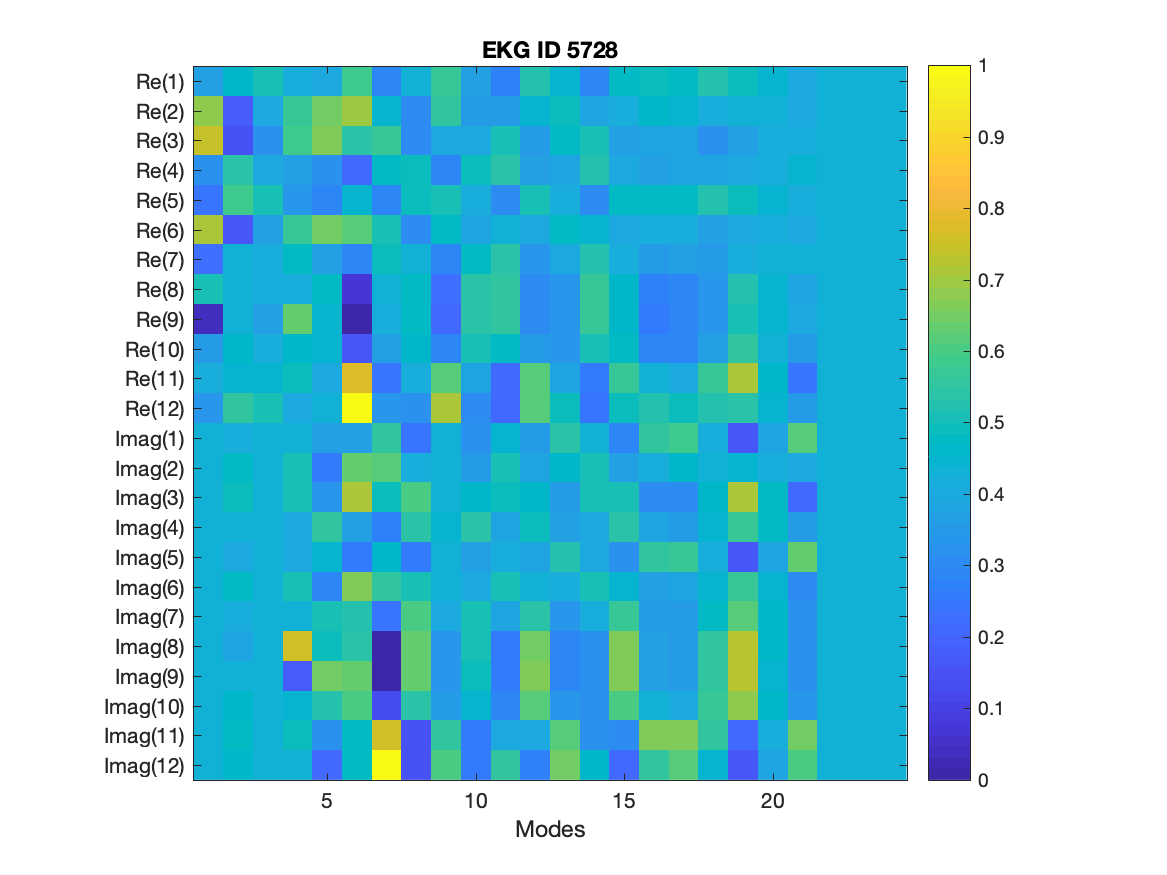 EKG ID 5728
Re(1)
Re(2)
Re(3)
Re(4)
Re(5)
Re(6)
Re(7)
Re(8)
Re(9)
Re(10)
Re(11)
Re(12)
Imag(1)
Imag(2)
Imag(3)
Imag(4)
Imag(5)
Imag(6)
Imag(7)
Imag(8)
Imag(9)
Imag(10)
Imag(11)
Imag(12)
5 10 15 20
Modes
1
0.9
0.8
0.7
0.6
0.5
0.4
0.3
0.2
0.1
0